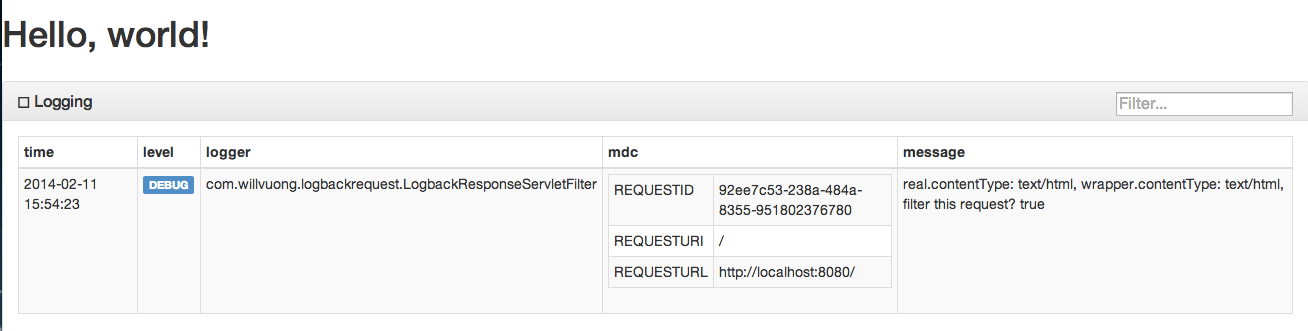 Hello, world!
Logging
Filter...
time level logger mdc message
2014-02-11
15:54:23
DEBUG
com.willvuong.logbackrequest.LogbackResponseServletFilter
REQUESTID
92ee7c53-238a-484a-
8355-951802376780
REQUESTURI /
REQUESTURL http://localhost:8080/
real.contentType: text/html, wrapper.contentType: text/html,
filter this request? true